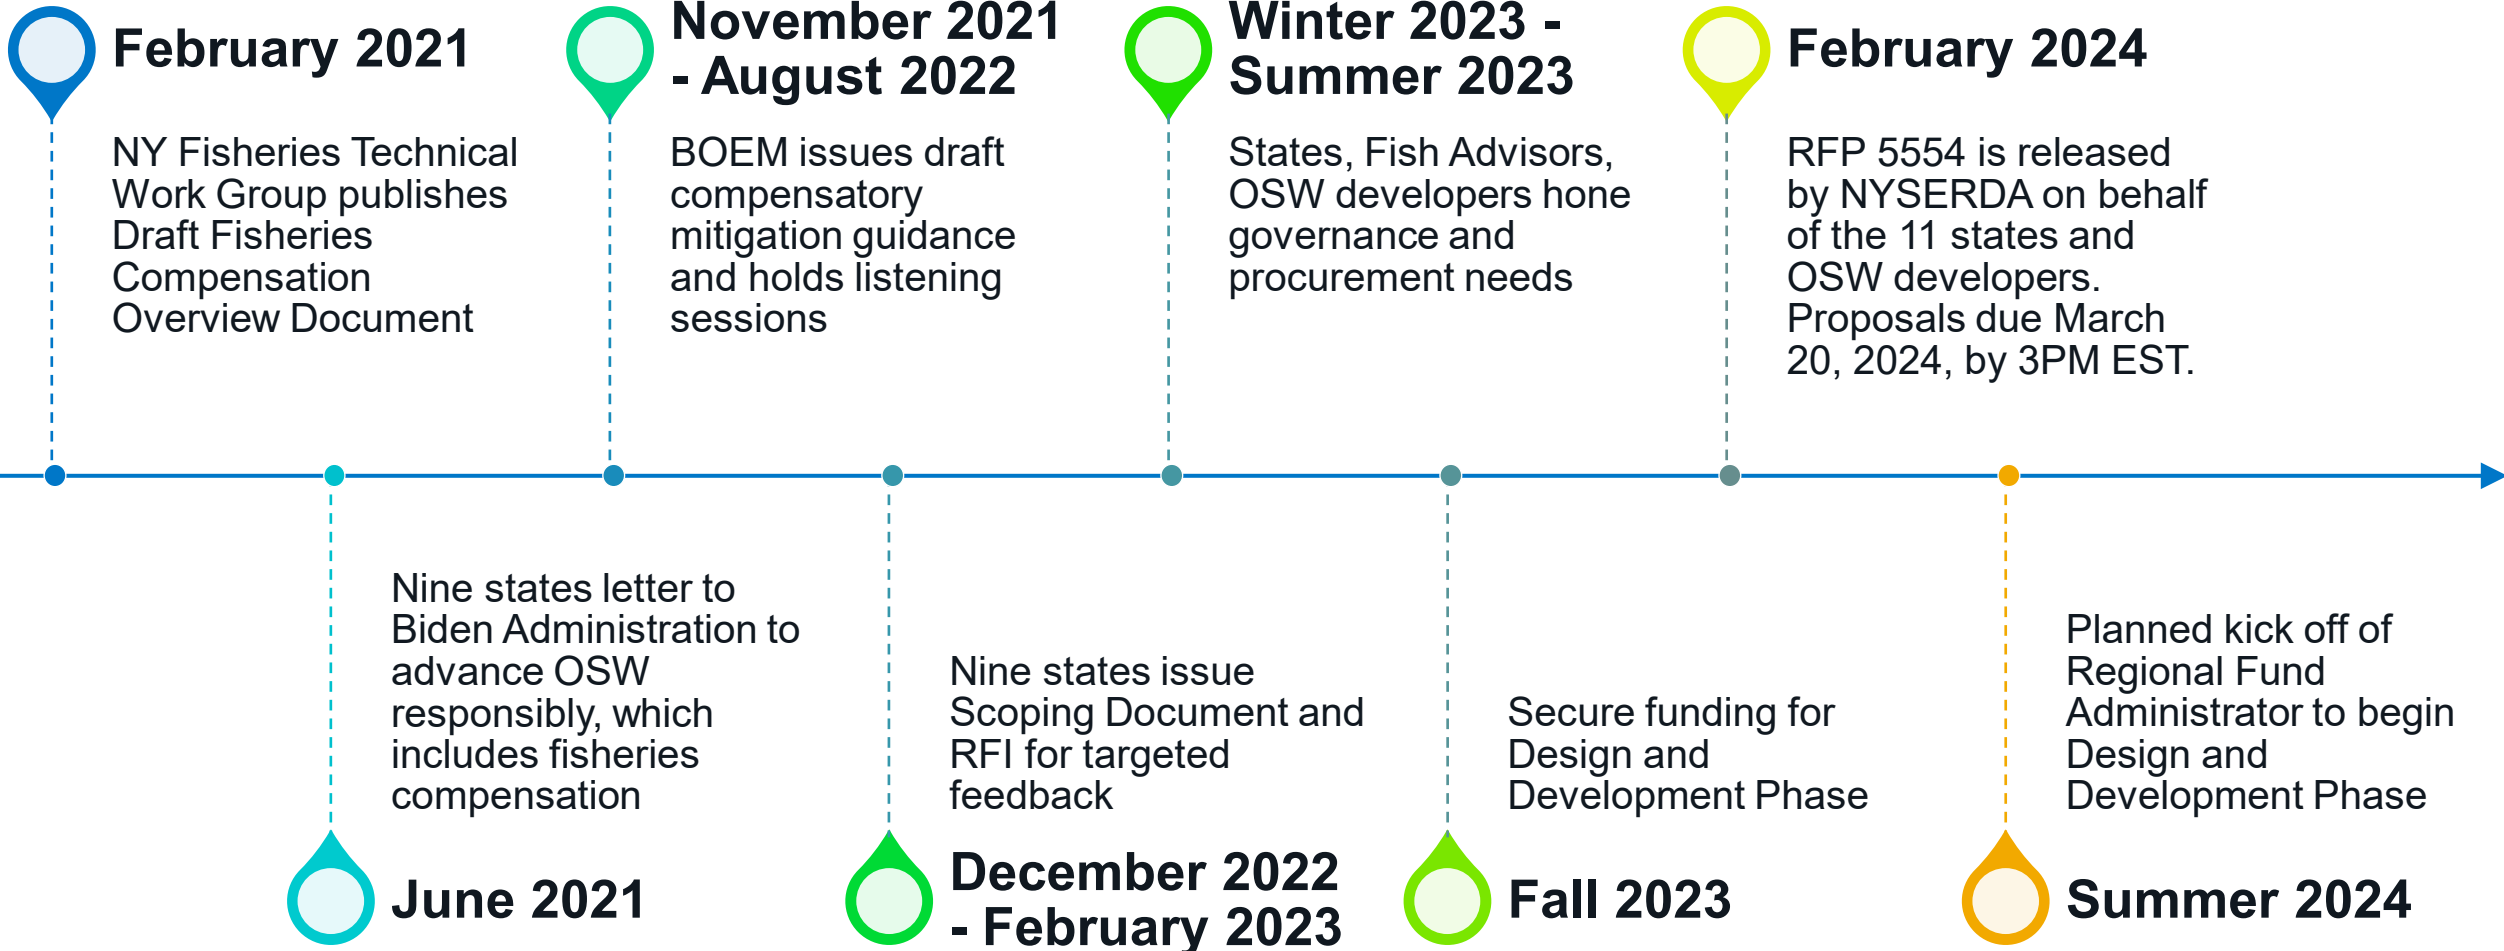 February 2021
NY Fisheries Technical
Work Group publishes
Draft Fisheries
Compensation
Overview Document
June 2021
Nine states letter to
Biden Administration to
advance OSW
responsibly, which
includes fisheries
compensation
November 2021
- August 2022
BOEM issues draft
compensatory
mitigation guidance
and holds listening
sessions
December 2022
- February 2023
Nine states issue
Scoping Document and
RFI for targeted
feedback
Winter 2023 -
Summer 2023
States, Fish Advisors,
OSW developers hone
governance and
procurement needs
Fall 2023
Secure funding for
Design and
Development Phase
February 2024
RFP 5554 is released
by NYSERDA on behalf
of the 11 states and
OSW developers.
Proposals due March
20, 2024, by 3PM EST.
Summer 2024
Planned kick off of
Regional Fund
Administrator to begin
Design and
Development Phase